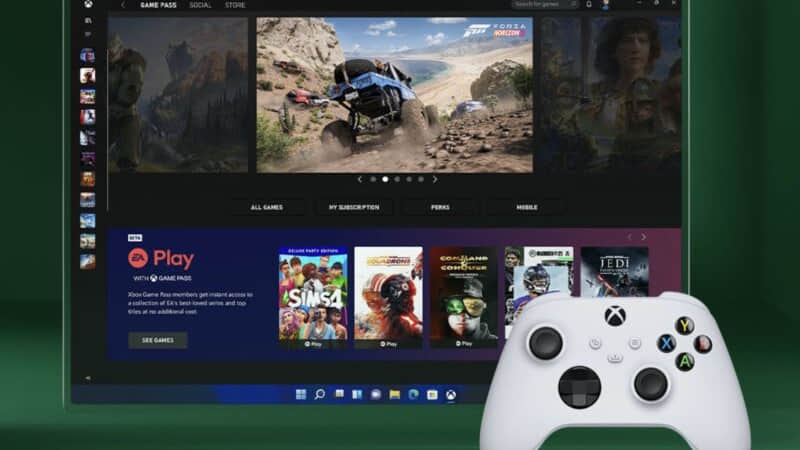 GAME PASS
SOCIAL
STORE
Search for games
FORZA
HORIZON
ALL GAMES
MY SUBSCRIPTION
PERKS
MOBILE
BETA
EA Play
WITH GAME PASS
Xbox Game Pass members get instant access to
a collection of EA's best-loved series and top
titles at no additional cost.
SEE GAMES
DELUXE PARTY EDITION
THE SIMS 4
SQUADRONS
COMMAND
& CONQUER
JEDI
Play
Play
Play
Y
X
A